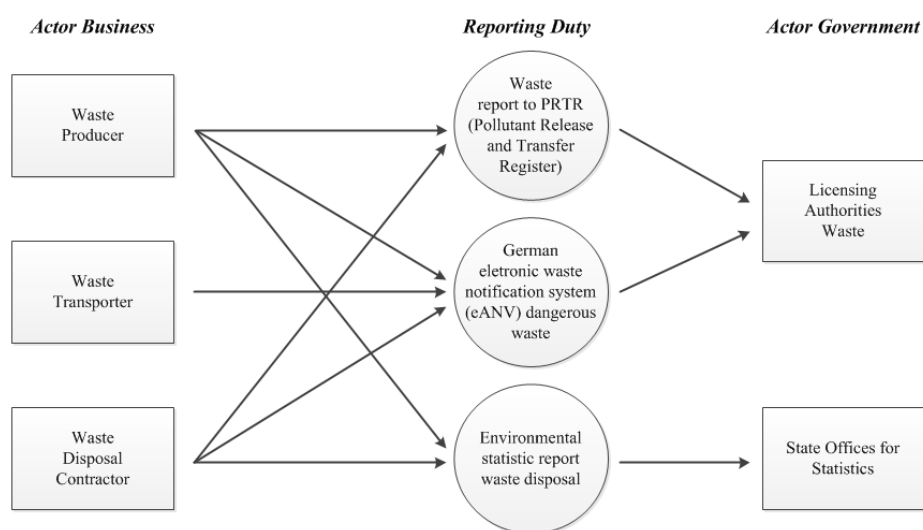 Actor Business
Reporting Duty
Actor Government
Waste
Producer
Waste
report to PRTR
(Pollutant Release
and Transfer
Register)
Licensing
Authorities
Waste
Waste
Transporter
German
eletronic waste
notification system
(eANV) dangerous
waste
Waste
Disposal
Contractor
Environmental
statistic report
waste disposal
State Offices for
Statistics